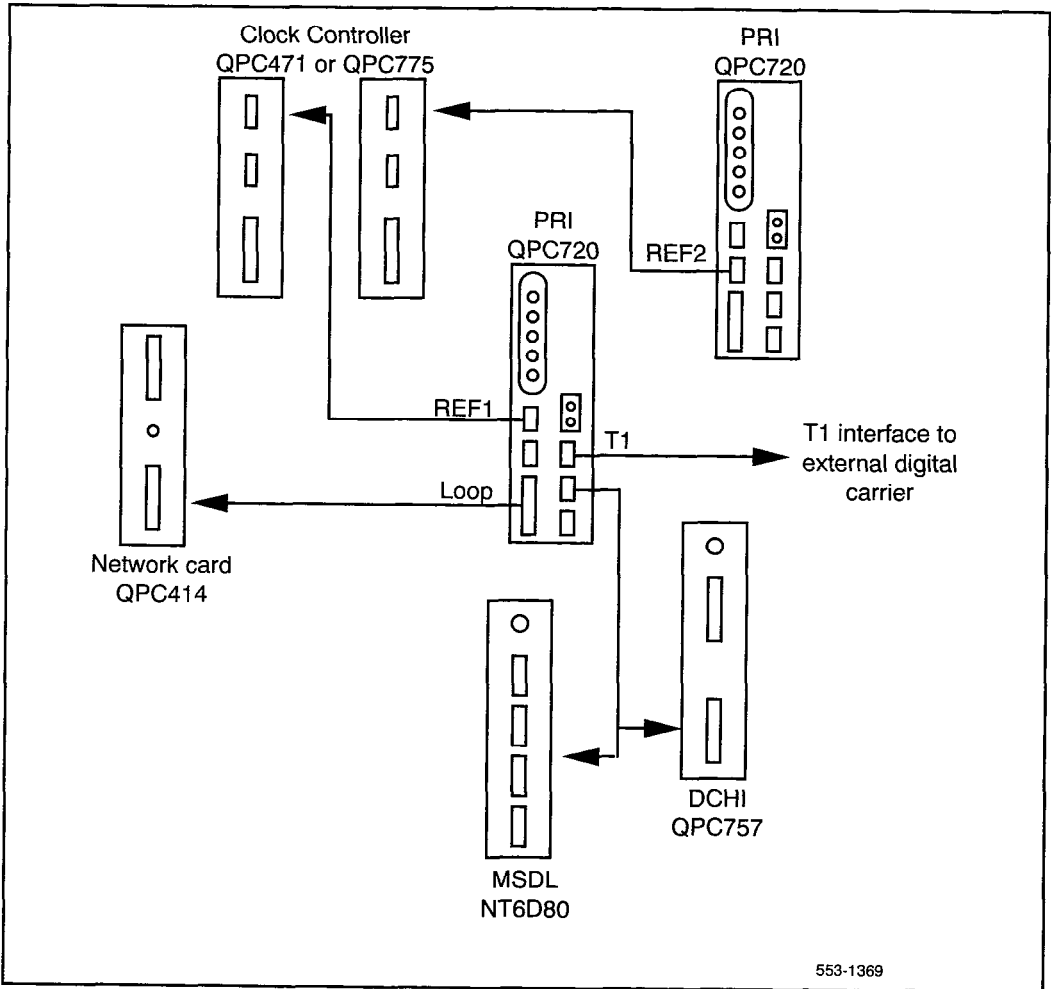 Clock Controller
QPC471 or QPC775
PRI
QPC720
PRI
QPC720
REF2
REF1
T1
T1 interface to
external digital
carrier
Loop
Network card
QPC414
DCHI
QPC757
MSDL
NT6D80
553-1369